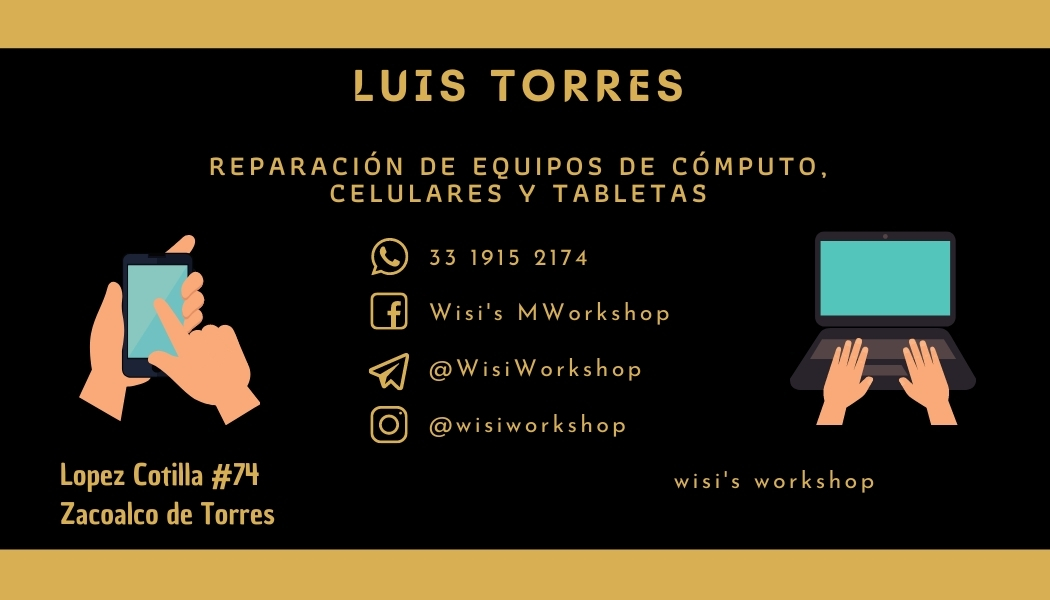 LUIS TORRES
REPARACIÓN DE EQUIPOS DE CÓMPUTO,
CELULARES Y TABLETAS
33 1915 2174
Wisi's MWorkshop
@WisiWorkshop
@wisiworkshop
Lopez Cotilla #74
Zacoalco de Torres
wisi's workshop